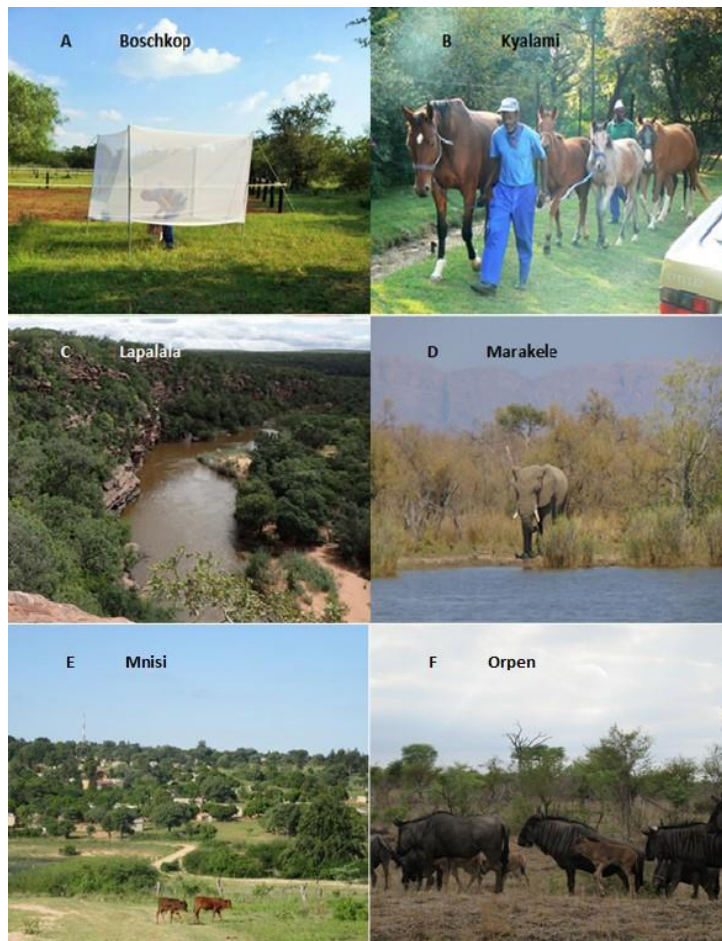 A Boschkop
B Kyalami
C Lapalala
D Marakele
E Mnisi
F Orpen